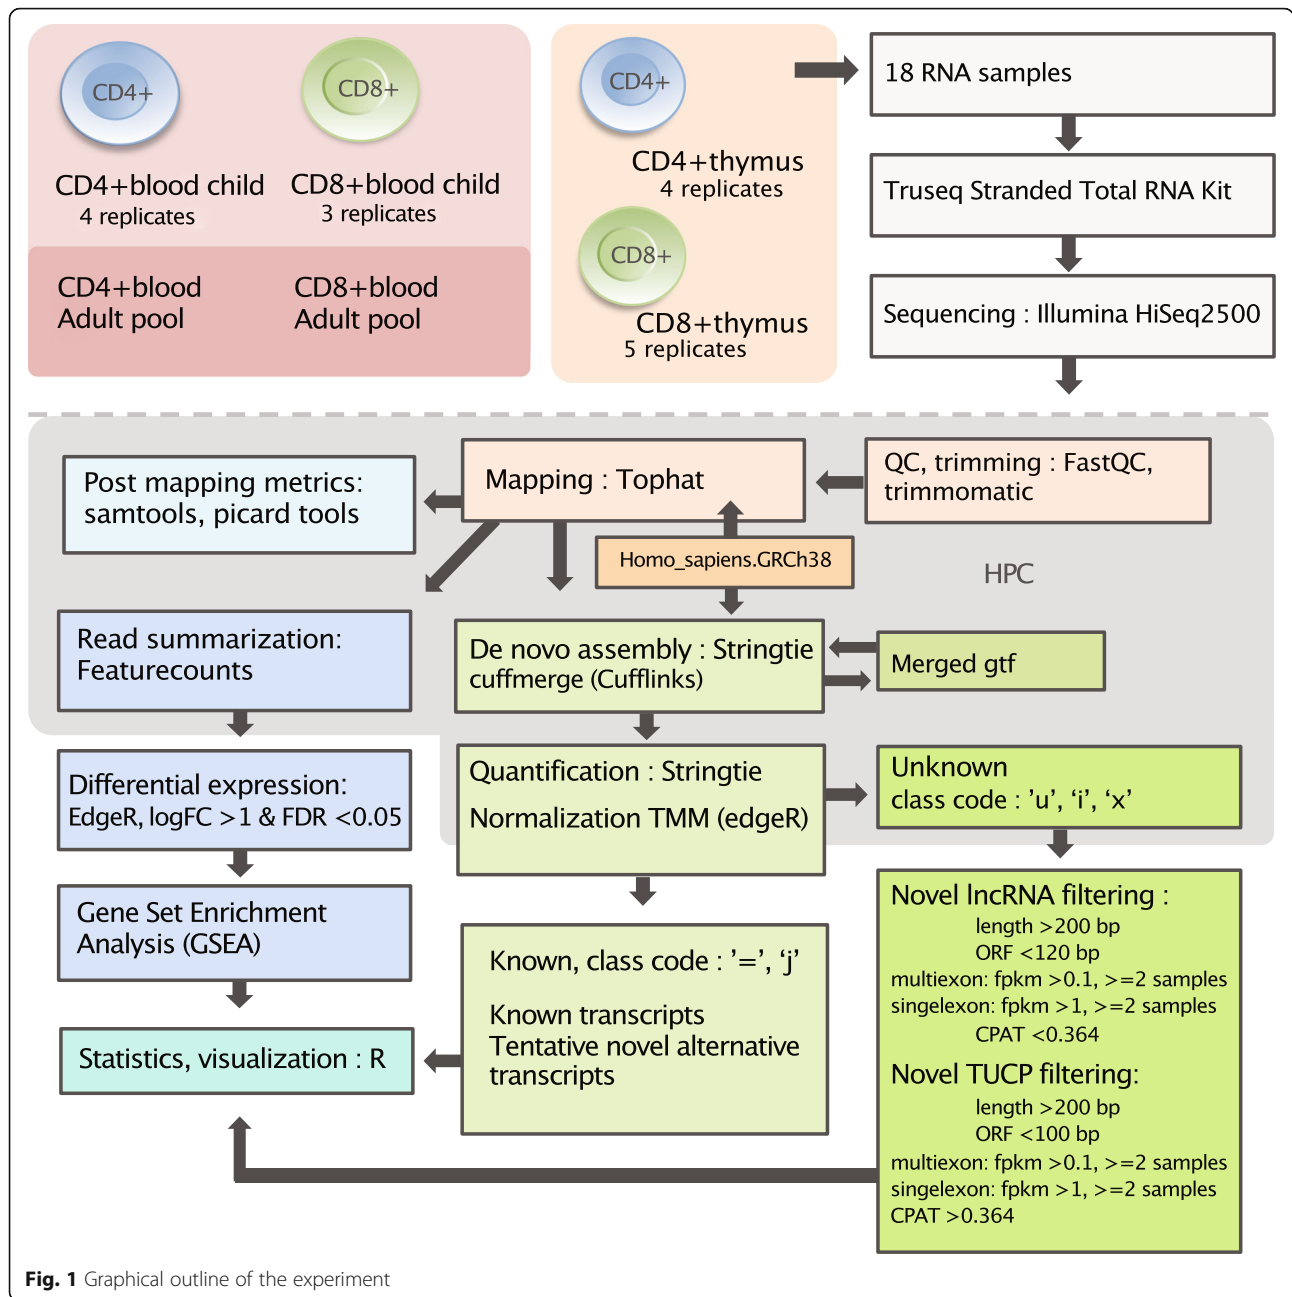 CD4+
CD8+
CD4+blood child
4 replicates
CD8+blood child
3 replicates
CD4+blood
Adult pool
CD8+blood
Adult pool
CD4+
CD4+thymus
4 replicates
CD8+
CD8+thymus
5 replicates
18 RNA samples
Truseq Stranded Total RNA Kit
Sequencing : Illumina HiSeq2500
QC, trimming : FastQC,
trimmomatic
Mapping : Tophat
Post mapping metrics:
samtools, picard tools
Homo_sapiens.GRCh38
HPC
Read summarization:
Featurecounts
De novo assembly : Stringtie
cuffmerge (Cufflinks)
Merged gtf
Differential expression:
EdgeR, logFC >1 & FDR <0.05
Quantification : Stringtie
Normalization TMM (edgeR)
Unknown
class code : ’u’, ‘i’, ‘x’
Gene Set Enrichment
Analysis (GSEA)
Known, class code : ’=’, ‘j’
Known transcripts
Tentative novel alternative
transcripts
Statistics, visualization : R
Novel lncRNA filtering :
length >200 bp
ORF <120 bp
multiexon: fpkm >0.1, >=2 samples
singelexon: fpkm >1, >=2 samples
CPAT <0.364
Novel TUCP filtering:
length >200 bp
ORF <100 bp
multiexon: fpkm >0.1, >=2 samples
singelexon: fpkm >1, >=2 samples
CPAT >0.364
Fig. 1 Graphical outline of the experiment